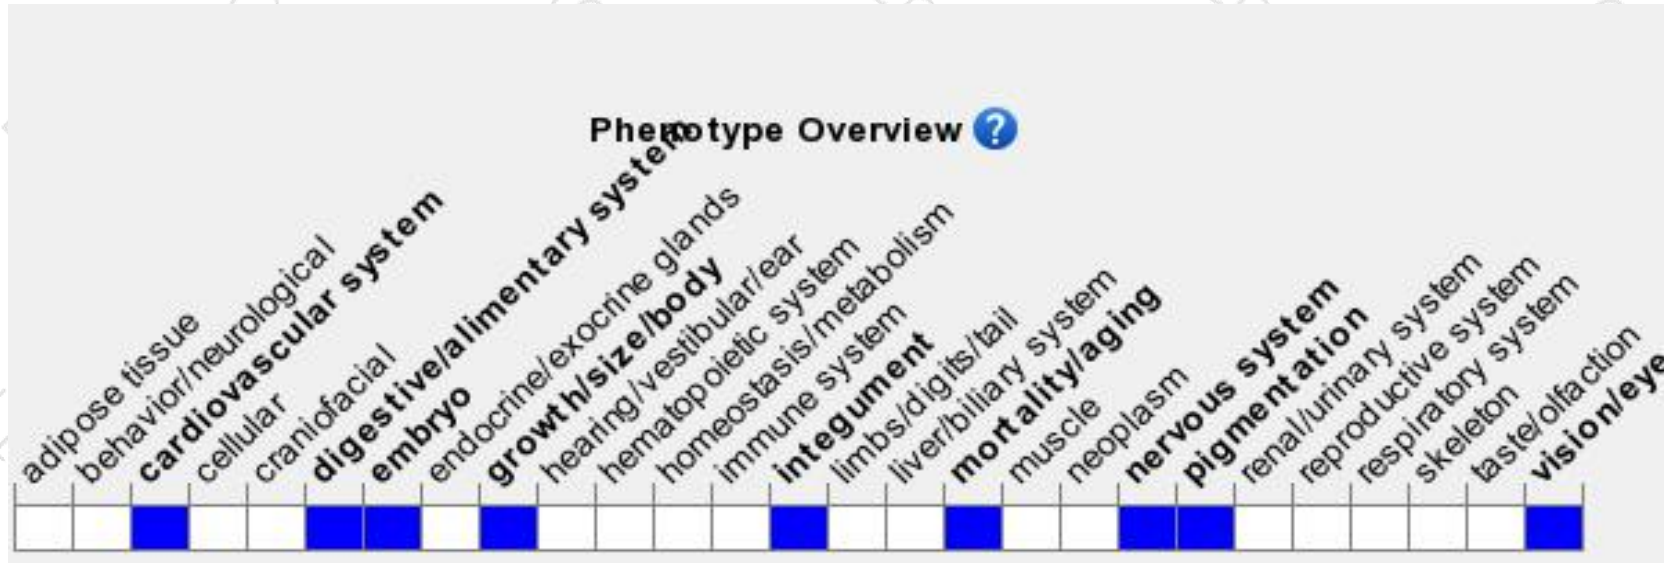 Phenotype Overview ?
adipose tissue
behavior/neurological
cardiovascular system
cellular
craniofacial
digestive/alimentary system
embryo
endocrine/exocrine glands
growth/size/body
hearing/vestibular/ear
hematopoietic system
homeostasis/metabolism
immune system
integument
limbs/digits/tail
liver/biliary system
mortality/aging
muscle
neoplasm
nervous system
pigmentation
renal/urinary system
reproductive system
respiratory system
skeleton
taste/olfaction
vision/eye